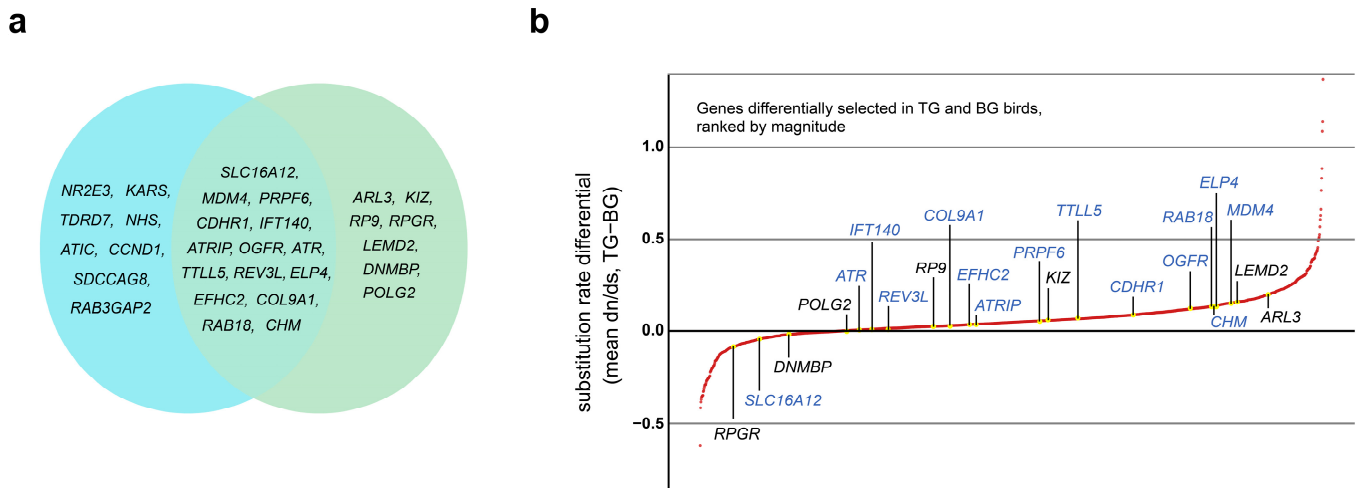 a
b
NR2E3, KARS,
TDRD7, NHS,
ATIC, CCND1,
SDCCAG8,
RAB3GAP2
SLC16A12,
MDM4, PRPF6,
CDHR1, IFT140,
ATRIP, OGFR, ATR,
TTLL5, REV3L, ELP4,
EFHC2, COL9A1,
RAB18, CHM
ARL3, KIZ,
RP9, RPGR,
LEMD2,
DNMBP,
POLG2
substitution rate differential
(mean dn/ds, TG−BG)
1.0
0.5
0.0
−0.5
Genes differentially selected in TG and BG birds,
ranked by magnitude
RPGR
SLC16A12
DNMBP
POLG2
ATR
IFT140
REV3L
RP9
COL9A1
EFHC2
ATRIP
PRPF6
KIZ
TTLL5
CDHR1
OGFR
RAB18
CHM
ELP4
MDM4
LEMD2
ARL3